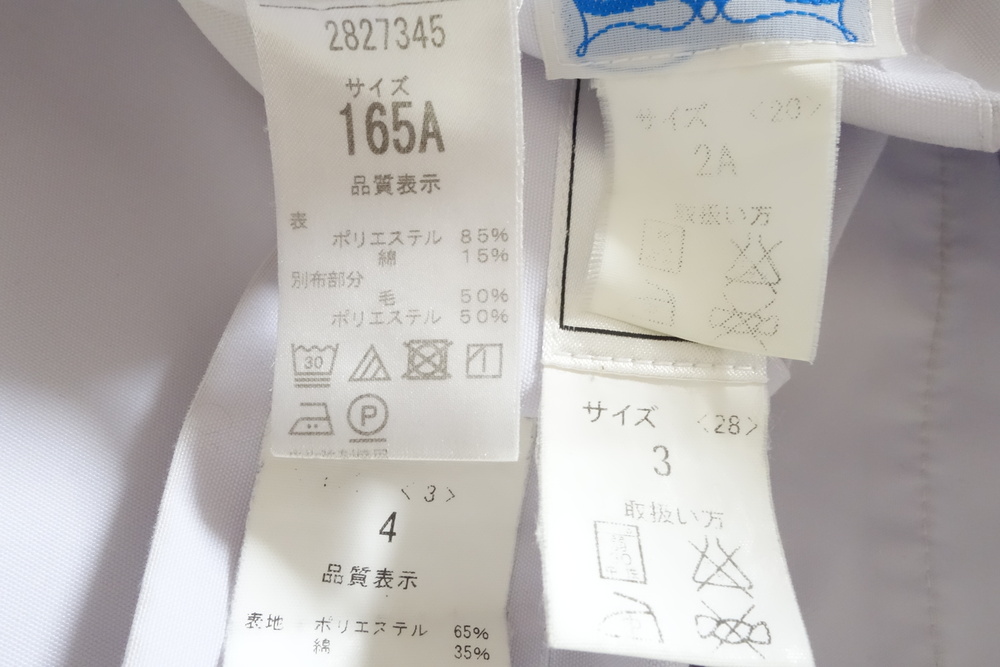 2827345
サイズ
165A
品質表示
表
ポリエステル 85%
綿 15%
別布部分
毛 50%
ポリエステル 50%
30
P
<3>
4
品質表示
表地 ポリエステル 65%
綿 35%
サイズ <20>
2A
取扱い方
サイズ <28>
3
取扱い方